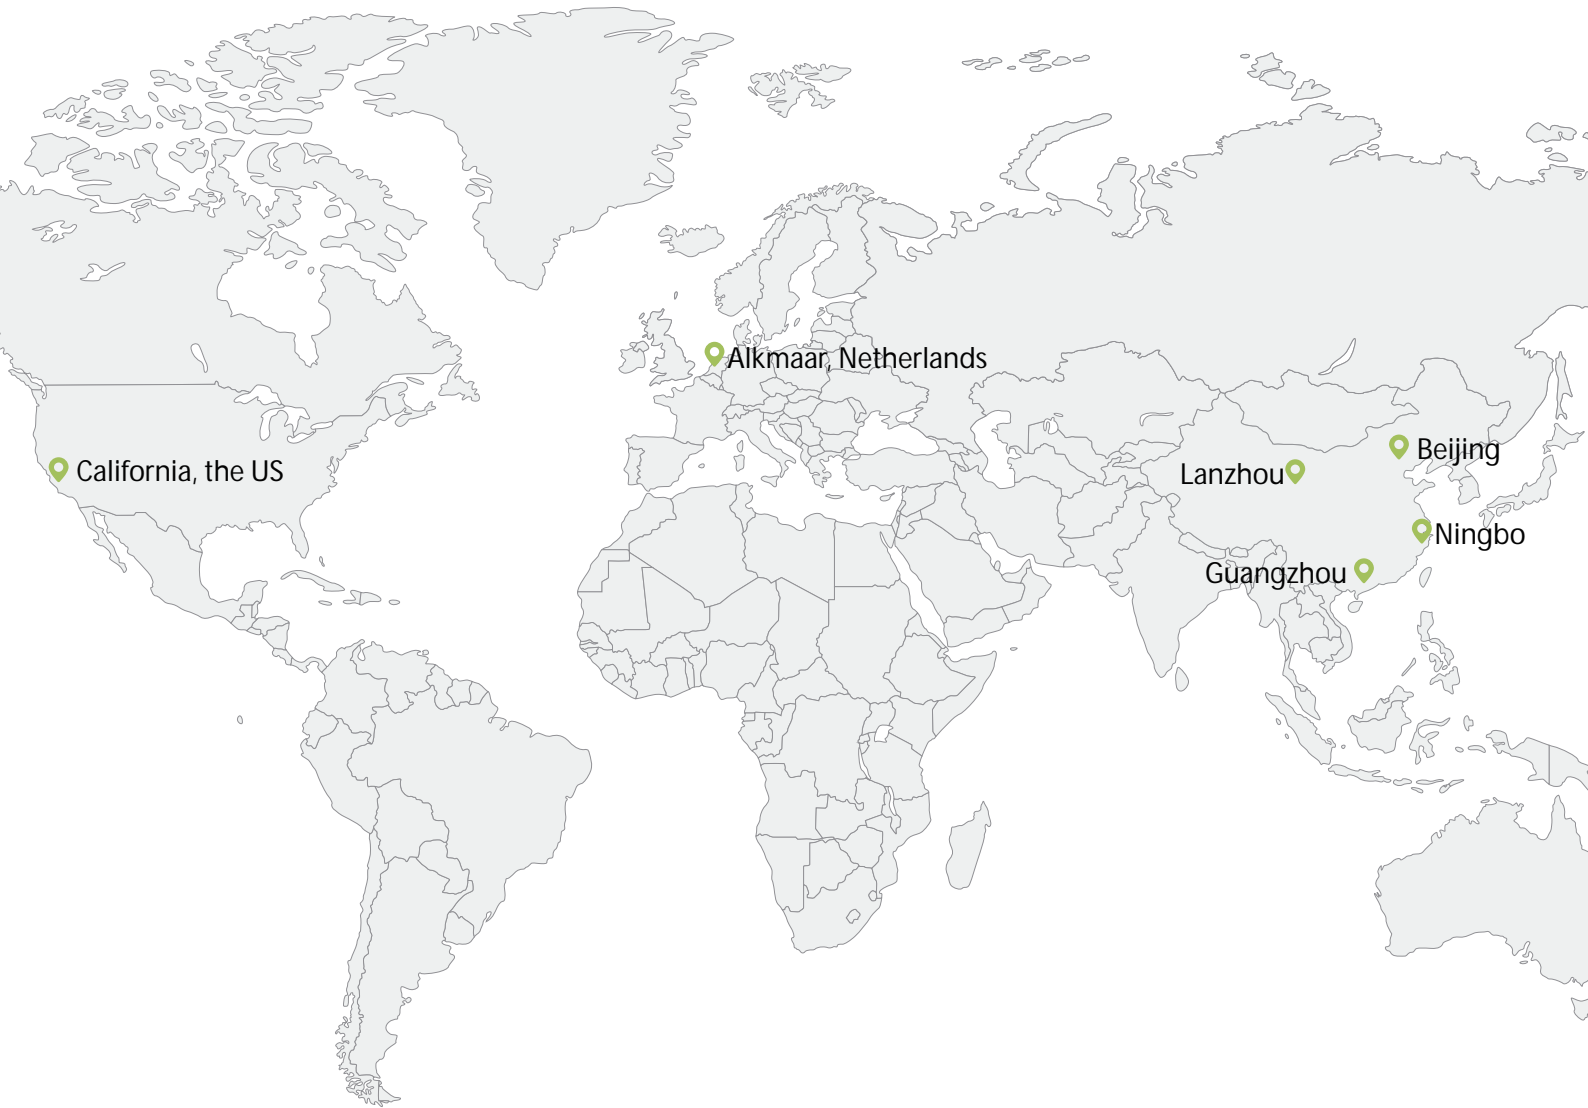 Alkmaar, Netherlands
California, the US
Beijing
Lanzhou
Ningbo
Guangzhou